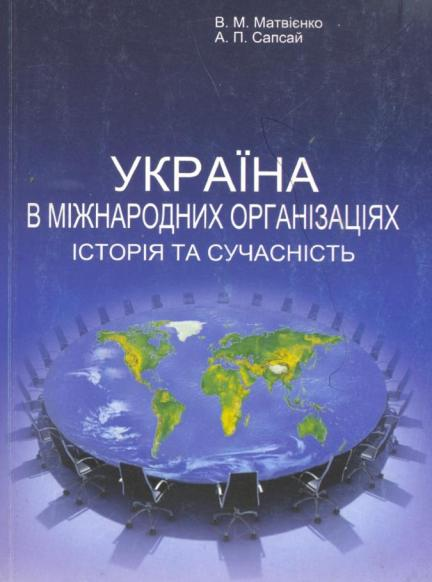 В. М. Матвієнко
А. П. Сапсай
УКРАЇНА
В МІЖНАРОДНИХ ОРГАНІЗАЦІЯХ
ІСТОРІЯ ТА СУЧАСНІСТЬ